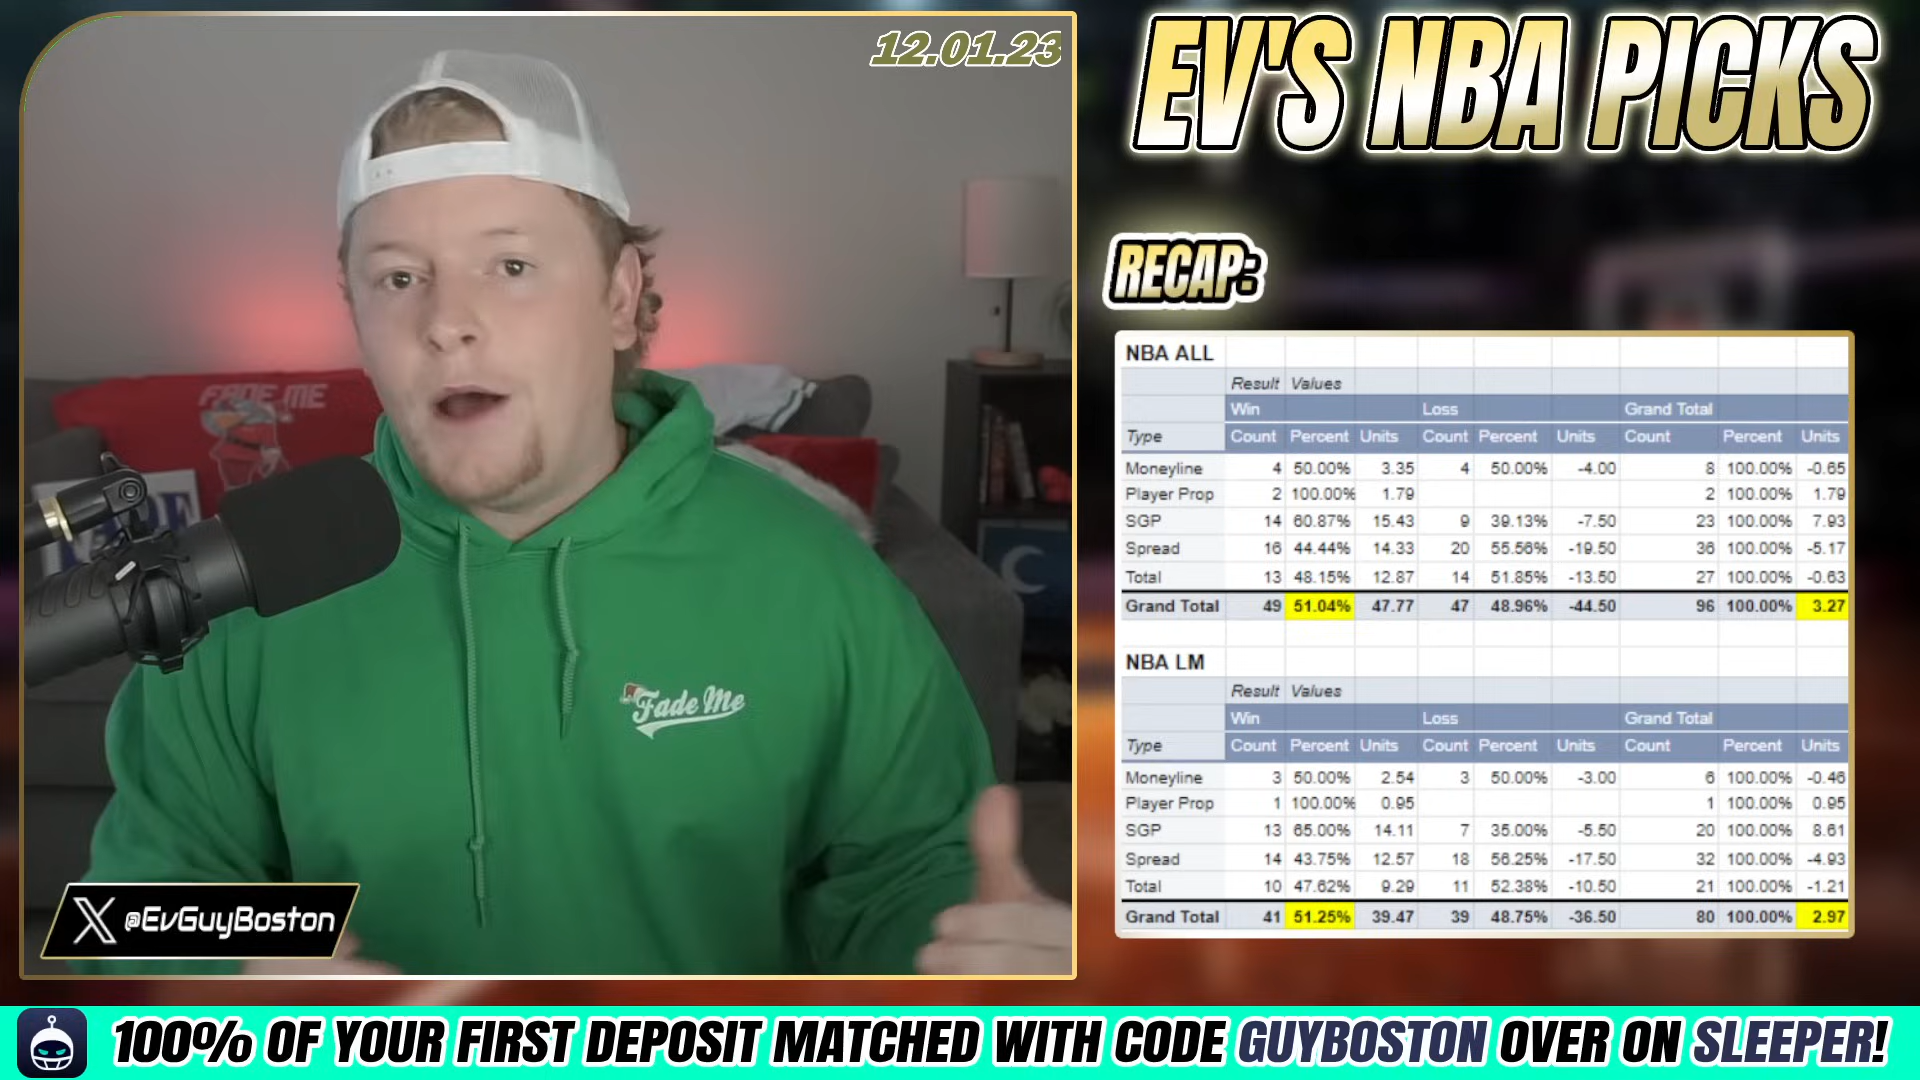 12.01.23
EV'S NBA PICKS
RECAP:
FADE ME
Fade Me
@EvGuyBoston
NBA ALL
Result Values
Win Loss Grand Total
Type Count Percent Units Count Percent Units Count Percent Units
Moneyline 4 50.00% 3.35 4 50.00% -4.00 8 100.00% -0.65
Player Prop 2 100.00% 1.79 2 100.00% 1.79
SGP 14 60.87% 15.43 9 39.13% -7.50 23 100.00% 7.93
Spread 16 44.44% 14.33 20 55.56% -19.50 36 100.00% -5.17
Total 13 48.15% 12.87 14 51.85% -13.50 27 100.00% -0.63
Grand Total 49 51.04% 47.77 47 48.96% -44.50 96 100.00% 3.27
NBA LM
Result Values
Win Loss Grand Total
Type Count Percent Units Count Percent Units Count Percent Units
Moneyline 3 50.00% 2.54 3 50.00% -3.00 6 100.00% -0.46
Player Prop 1 100.00% 0.95 1 100.00% 0.95
SGP 13 65.00% 14.11 7 35.00% -5.50 20 100.00% 8.61
Spread 14 43.75% 12.57 18 56.25% -17.50 32 100.00% -4.93
Total 10 47.62% 9.29 11 52.38% -10.50 21 100.00% -1.21
Grand Total 41 51.25% 39.47 39 48.75% -36.50 80 100.00% 2.97
100% OF YOUR FIRST DEPOSIT MATCHED WITH CODE GUYBOSTON OVER ON SLEEPER!